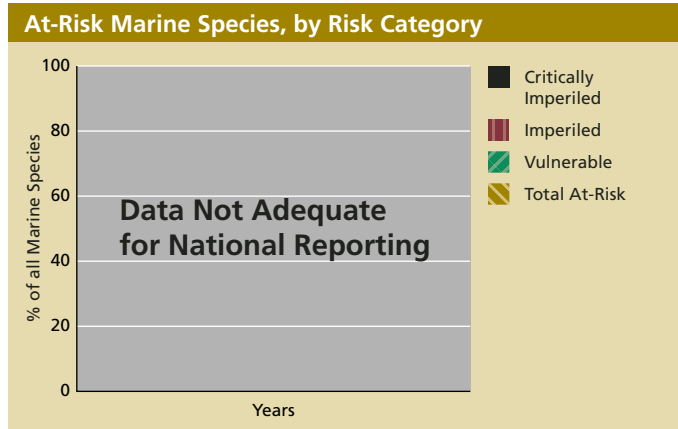 At-Risk Marine Species, by Risk Category
100
80
60
40
20
0
% of all Marine Species
Data Not Adequate
for National Reporting
Years
Critically
Imperiled
Imperiled
Vulnerable
Total At-Risk